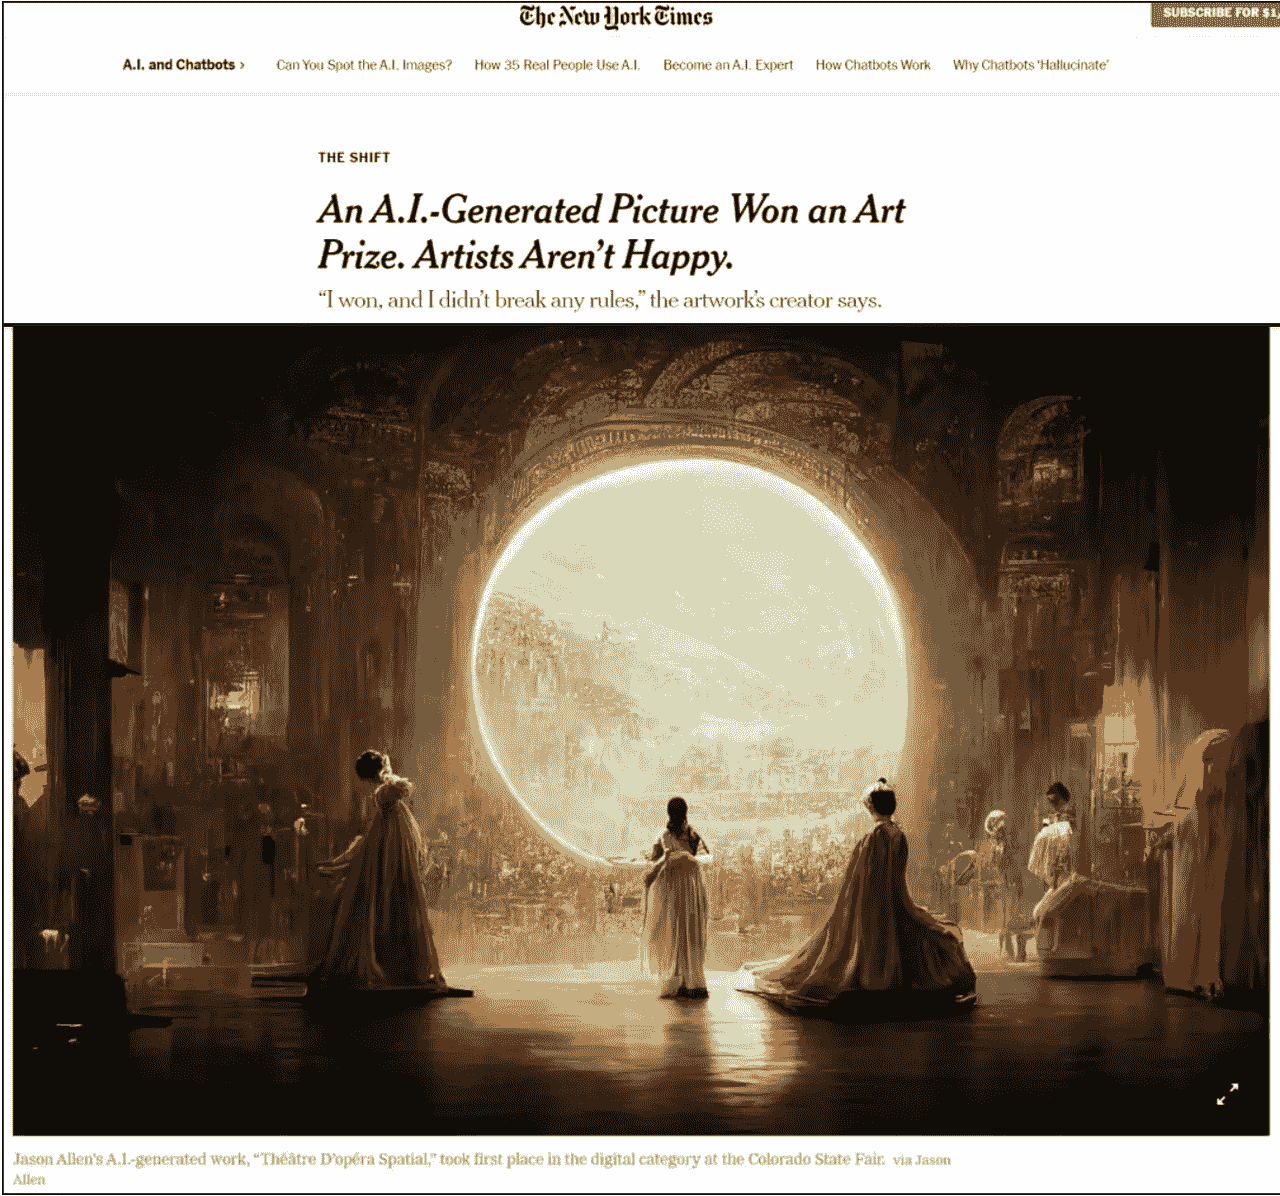 The New York Times
SUBSCRIBE FOR $1
A.I. and Chatbots › Can You Spot the A.I. Images? How 35 Real People Use A.I. Become an A.I. Expert How Chatbots Work Why Chatbots ‘Hallucinate’
THE SHIFT
An A.I.-Generated Picture Won an Art
Prize. Artists Aren’t Happy.
“I won, and I didn’t break any rules,” the artwork’s creator says.
Jason Allen’s A.I.-generated work, “Théâtre D’opéra Spatial,” took first place in the digital category at the Colorado State Fair. via Jason
Allen